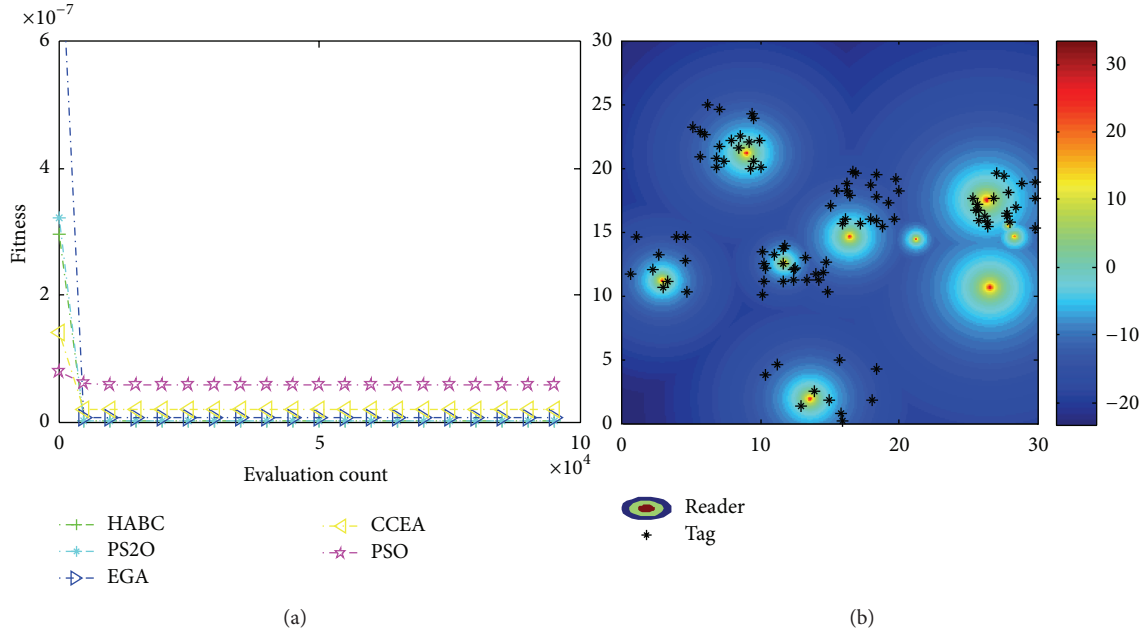 ×10⁻⁷
6
4
2
0
Fitness
0
5
10
×10⁴
Evaluation count
HABC
PS2O
EGA
CCEA
PSO
(a)
30
25
20
15
10
5
0
0
10
20
30
30
20
10
0
−10
−20
Reader
Tag
(b)